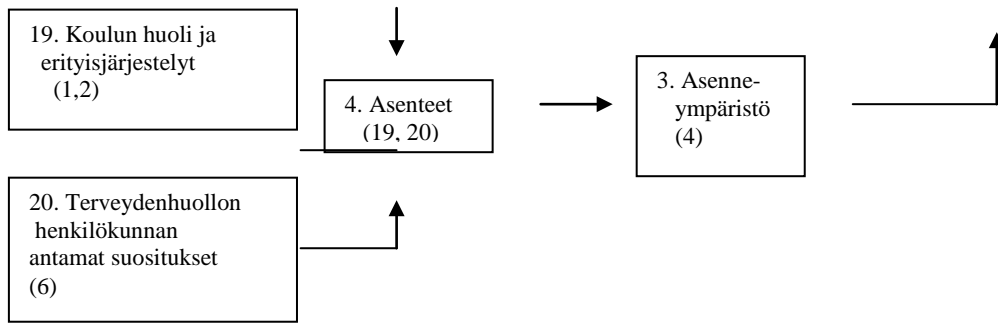 19. Koulun huoli ja
erityisjärjestelyt
(1,2)
4. Asenteet
(19, 20)
3. Asenne-
ympäristö
(4)
20. Terveydenhuollon
henkilökunnan
antamat suositukset
(6)